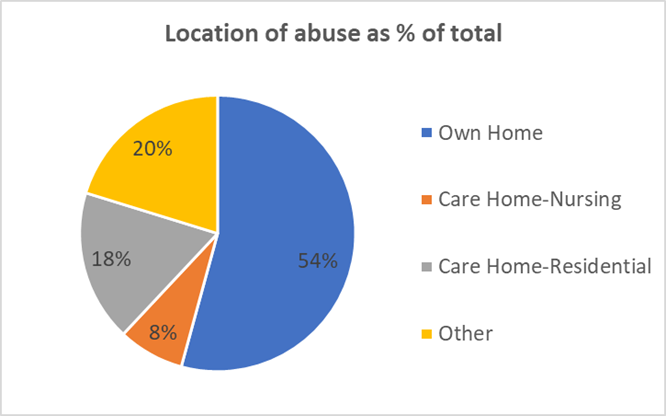 Location of abuse as % of total
20%
Own Home
Care Home-Nursing
18%
54%
Care Home-Residential
8%
Other